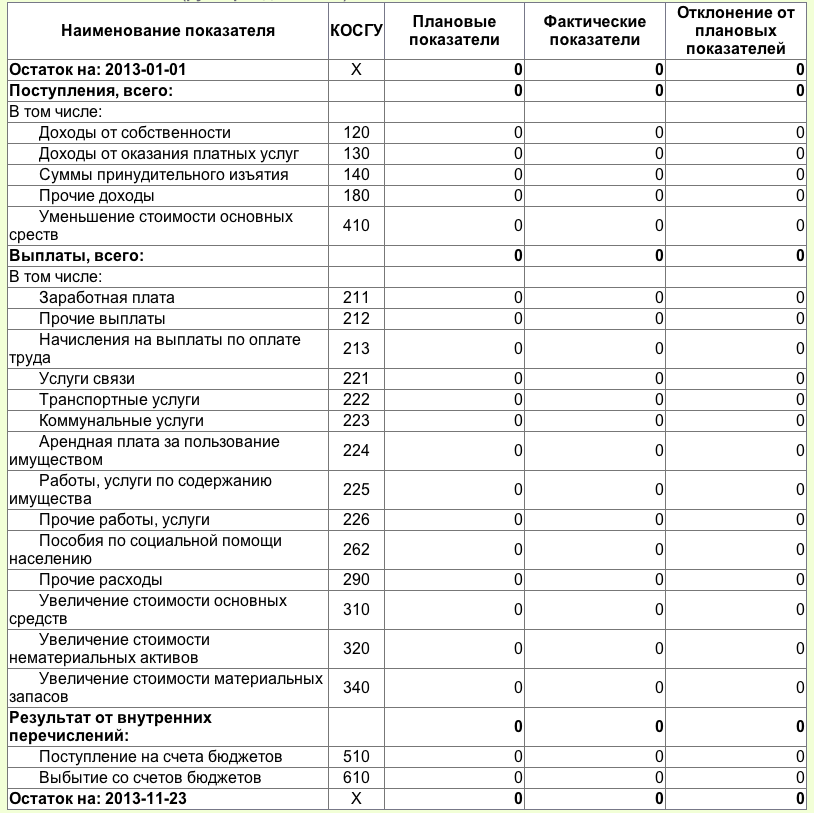 Наименование показателя КОСГУ Плановые показатели Фактические показатели Отклонение от плановых показателей
Остаток на: 2013-01-01 X 0 0 0
Поступления, всего: 0 0 0
В том числе:
Доходы от собственности 120 0 0 0
Доходы от оказания платных услуг 130 0 0 0
Суммы принудительного изъятия 140 0 0 0
Прочие доходы 180 0 0 0
Уменьшение стоимости основных
среств 410 0 0 0
Выплаты, всего: 0 0 0
В том числе:
Заработная плата 211 0 0 0
Прочие выплаты 212 0 0 0
Начисления на выплаты по оплате
труда 213 0 0 0
Услуги связи 221 0 0 0
Транспортные услуги 222 0 0 0
Коммунальные услуги 223 0 0 0
Арендная плата за пользование
имуществом 224 0 0 0
Работы, услуги по содержанию
имущества 225 0 0 0
Прочие работы, услуги 226 0 0 0
Пособия по социальной помощи
населению 262 0 0 0
Прочие расходы 290 0 0 0
Увеличение стоимости основных
средств 310 0 0 0
Увеличение стоимости
нематериальных активов 320 0 0 0
Увеличение стоимости материальных
запасов 340 0 0 0
Результат от внутренних
перечислений: 0 0 0
Поступление на счета бюджетов 510 0 0 0
Выбытие со счетов бюджетов 610 0 0 0
Остаток на: 2013-11-23 X 0 0 0